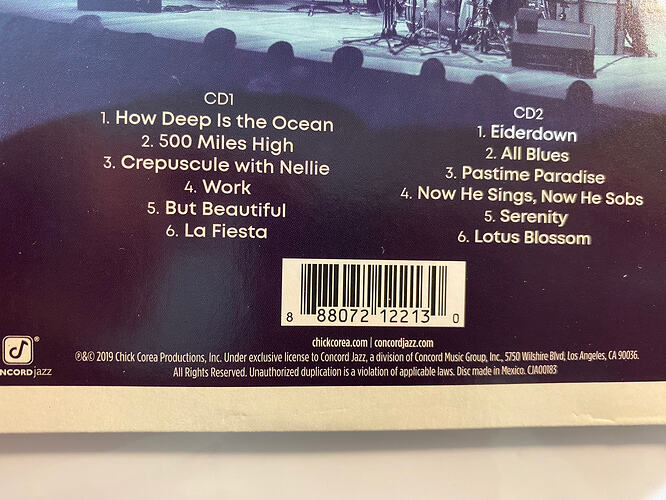 CD1
1. How Deep Is the Ocean
2. 500 Miles High
3. Crepuscule with Nellie
4. Work
5. But Beautiful
6. La Fiesta
CD2
1. Eiderdown
2. All Blues
3. Pastime Paradise
4. Now He Sings, Now He Sobs
5. Serenity
6. Lotus Blossom
8 88072 12213 0
chickcorea.com | concordjazz.com
NCORD jazz
℗&© 2019 Chick Corea Productions, Inc. Under exclusive license to Concord Jazz, a division of Concord Music Group, Inc., 5750 Wilshire Blvd, Los Angeles, CA 90036.
All Rights Reserved. Unauthorized duplication is a violation of applicable laws. Disc made in Mexico. CJA00183